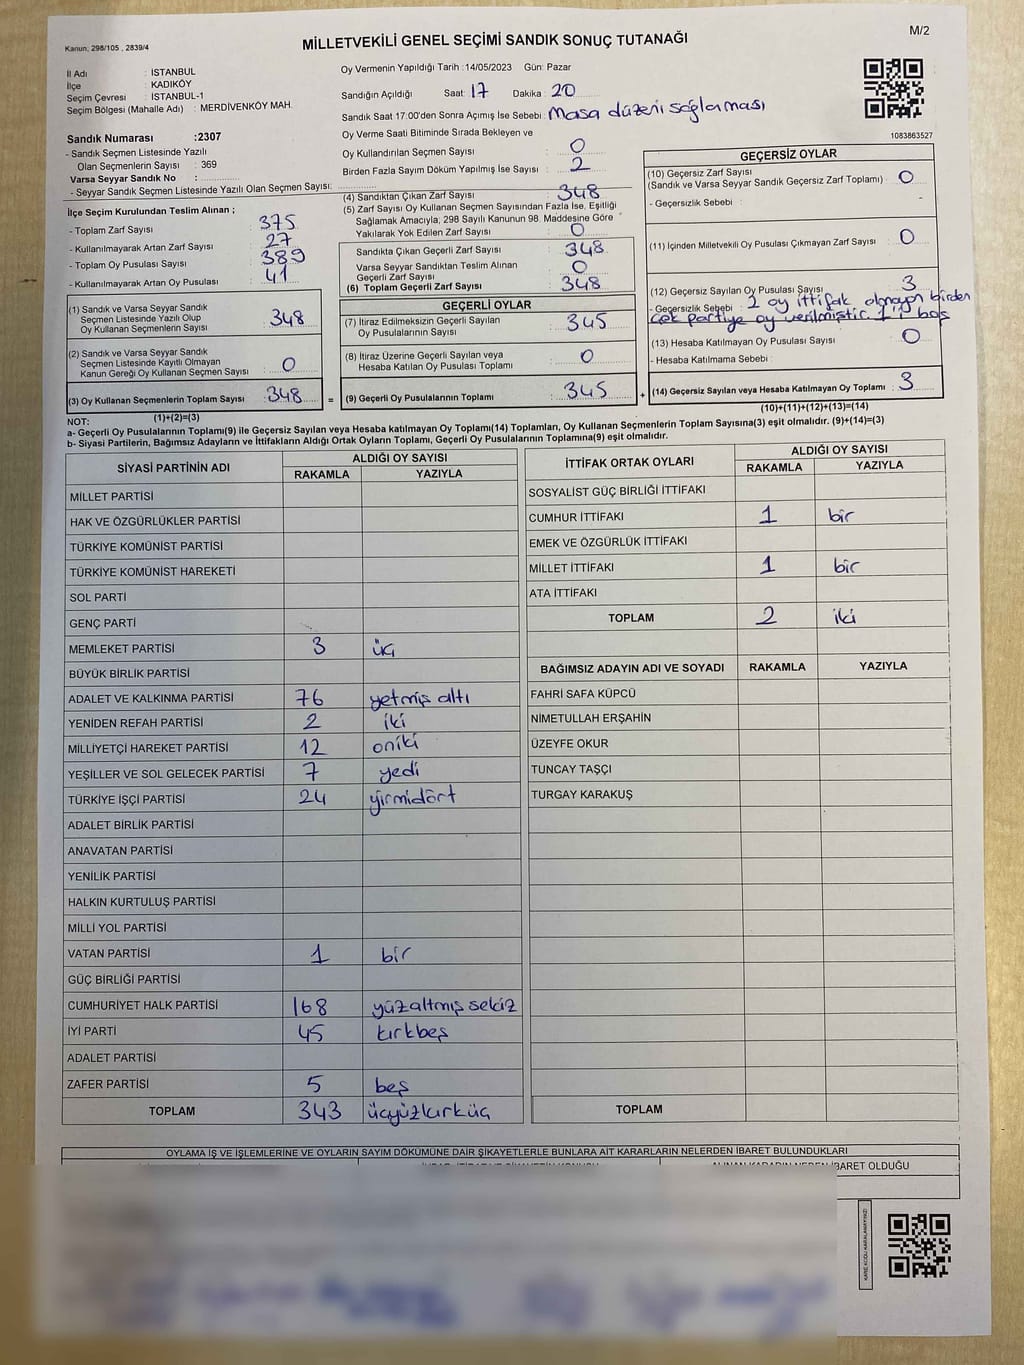 M/2
Kanun, 298/105 , 2839/4
MİLLETVEKİLİ GENEL SEÇİMİ SANDIK SONUÇ TUTANAĞI
İl Adı : İSTANBUL
İlçe : KADIKÖY
Seçim Çevresi : İSTANBUL-1
Seçim Bölgesi (Mahalle Adı) : MERDİVENKÖY MAH.
Sandık Numarası :2307
- Sandık Seçmen Listesinde Yazılı
Olan Seçmenlerin Sayısı : 369
Varsa Seyyar Sandık No :
- Seyyar Sandık Seçmen Listesinde Yazılı Olan Seçmen Sayısı:
Oy Vermenin Yapıldığı Tarih :14/05/2023 Gün: Pazar
Sandığın Açıldığı Saat: 17 Dakika : 20
Sandık Saat 17:00'den Sonra Açımış İse Sebebi : Masa düzeni sağlaması
Oy Verme Saati Bitiminde Sırada Bekleyen ve
Oy Kullandırılan Seçmen Sayısı : 0
Birden Fazla Sayım Döküm Yapılmış İse Sayısı : 2
1083863527
İlçe Seçim Kurulundan Teslim Alınan ;
- Toplam Zarf Sayısı : 375
- Kullanılmayarak Artan Zarf Sayısı : 27
- Toplam Oy Pusulası Sayısı : 389
- Kullanılmayarak Artan Oy Pusulası : 41
(1) Sandık ve Varsa Seyyar Sandık
Seçmen Listesinde Yazılı Olup
Oy Kullanan Seçmenlerin Sayısı : 348
(2) Sandık ve Varsa Seyyar Sandık
Seçmen Listesinde Kayıtlı Olmayan
Kanun Gereği Oy Kullanan Seçmen Sayısı : 0
(3) Oy Kullanan Seçmenlerin Toplam Sayısı : 348 =
(1)+(2)=(3)
(4) Sandıktan Çıkan Zarf Sayısı : 348
(5) Zarf Sayısı Oy Kullanan Seçmen Sayısından Fazla İse, Eşitliği
Sağlamak Amacıyla, 298 Sayılı Kanunun 98. Maddesine Göre
Yakılarak Yok Edilen Zarf Sayısı : 0
Sandıkta Çıkan Geçerli Zarf Sayısı : 348
Varsa Seyyar Sandıktan Teslim Alınan
Geçerli Zarf Sayısı : 0
(6) Toplam Geçerli Zarf Sayısı : 348
GEÇERLİ OYLAR
(7) İtiraz Edilmeksizin Geçerli Sayılan
Oy Pusulalarının Sayısı : 345
(8) İtiraz Üzerine Geçerli Sayılan veya
Hesaba Katılan Oy Pusulası Toplamı : 0
(9) Geçerli Oy Pusulalarının Toplamı : 345 +
GEÇERSİZ OYLAR
(10) Geçersiz Zarf Sayısı
(Sandık ve Varsa Seyyar Sandık Geçersiz Zarf Toplamı) : 0
- Geçersizlik Sebebi : -
(11) İçinden Milletvekili Oy Pusulası Çıkmayan Zarf Sayısı : 0
(12) Geçersiz Sayılan Oy Pusulası Sayısı : 3
- Geçersizlik Sebebi : 2 oy ittifak olmayan birden
çok partiye oy verilmiştir 1'i boş
(13) Hesaba Katılmayan Oy Pusulası Sayısı : 0
- Hesaba Katılmama Sebebi :
(14) Geçersiz Sayılan veya Hesaba Katılmayan Oy Toplamı : 3
(10)+(11)+(12)+(13)=(14)
NOT:
a- Geçerli Oy Pusulalarının Toplamı(9) ile Geçersiz Sayılan veya Hesaba katılmayan Oy Toplamı(14) Toplamları, Oy Kullanan Seçmenlerin Toplam Sayısına(3) eşit olmalıdır. (9)+(14)=(3)
b- Siyasi Partilerin, Bağımsız Adayların ve İttifakların Aldığı Ortak Oyların Toplamı, Geçerli Oy Pusulalarının Toplamına(9) eşit olmalıdır.
SİYASİ PARTİNİN ADI ALDIĞI OY SAYISI
RAKAMLA YAZIYLA
MİLLET PARTİSİ
HAK VE ÖZGÜRLÜKLER PARTİSİ
TÜRKİYE KOMÜNİST PARTİSİ
TÜRKİYE KOMÜNİST HAREKETİ
SOL PARTİ
GENÇ PARTİ
MEMLEKET PARTİSİ 3 üç
BÜYÜK BİRLİK PARTİSİ
ADALET VE KALKINMA PARTİSİ 76 yetmiş altı
YENİDEN REFAH PARTİSİ 2 iki
MİLLİYETÇİ HAREKET PARTİSİ 12 oniki
YEŞİLLER VE SOL GELECEK PARTİSİ 7 yedi
TÜRKİYE İŞÇİ PARTİSİ 24 yirmidört
ADALET BİRLİK PARTİSİ
ANAVATAN PARTİSİ
YENİLİK PARTİSİ
HALKIN KURTULUŞ PARTİSİ
MİLLİ YOL PARTİSİ
VATAN PARTİSİ 1 bir
GÜÇ BİRLİĞİ PARTİSİ
CUMHURİYET HALK PARTİSİ 168 yüzaltmış sekiz
İYİ PARTİ 45 kırkbeş
ADALET PARTİSİ
ZAFER PARTİSİ 5 beş
TOPLAM 343 üçyüzkırküç
İTTİFAK ORTAK OYLARI ALDIĞI OY SAYISI
RAKAMLA YAZIYLA
SOSYALIST GÜÇ BİRLİĞİ İTTİFAKI
CUMHUR İTTİFAKI 1 bir
EMEK VE ÖZGÜRLÜK İTTİFAKI
MİLLET İTTİFAKI 1 bir
ATA İTTİFAKI
TOPLAM 2 iki
BAĞIMSIZ ADAYIN ADI VE SOYADI RAKAMLA YAZIYLA
FAHRİ SAFA KÜPCÜ
NİMETULLAH ERŞAHİN
ÜZEYFE OKUR
TUNCAY TAŞÇI
TURGAY KARAKUŞ
TOPLAM
OYLAMA İŞ VE İŞLEMLERİNE VE OYLARIN SAYIM DÖKÜMÜNE DAİR ŞİKAYETLERLE BUNLARA AİT KARARLARIN NELERDEN İBARET BULUNDUKLARI
İBARET OLDUĞU
KARE KODU KARALAMAYINIZ!